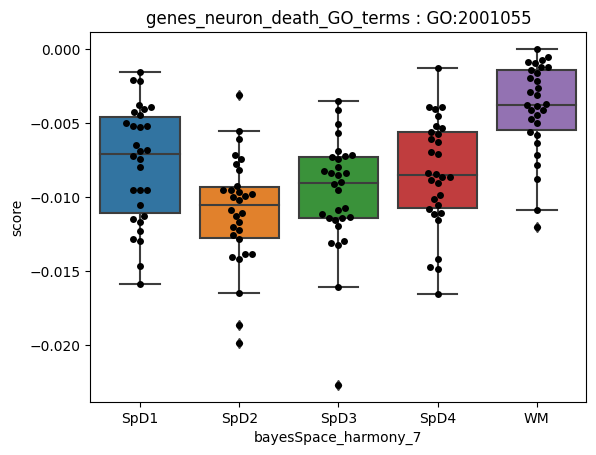 genes_neuron_death_GO_terms : GO:2001055
0.000
−0.005
−0.010
−0.015
−0.020
score
SpD1 SpD2 SpD3 SpD4 WM
bayesSpace_harmony_7